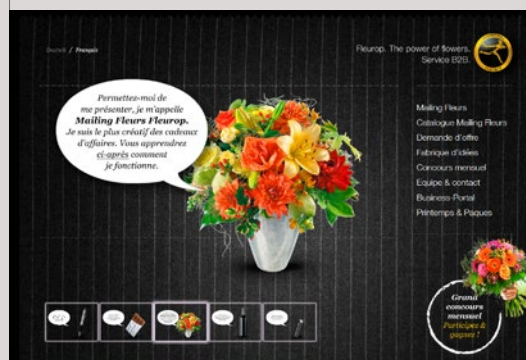 Deutsch / Français
Fleurop. The power of flowers.
Service B2B.
Permettez-moi de
me présenter, je m'appelle
Mailing Fleurs Fleurop.
Je suis le plus créatif des cadeaux
d'affaires. Vous apprendrez
ci-après comment
je fonctionne.
Mailing Fleurs
Catalogue Mailing Fleurs
Demande d'offre
Fabrique d'idées
Concours mensuel
Equipe & contact
Business-Portal
Printemps & Pâques
Grand
concours
mensuel
Participez &
gagnez !